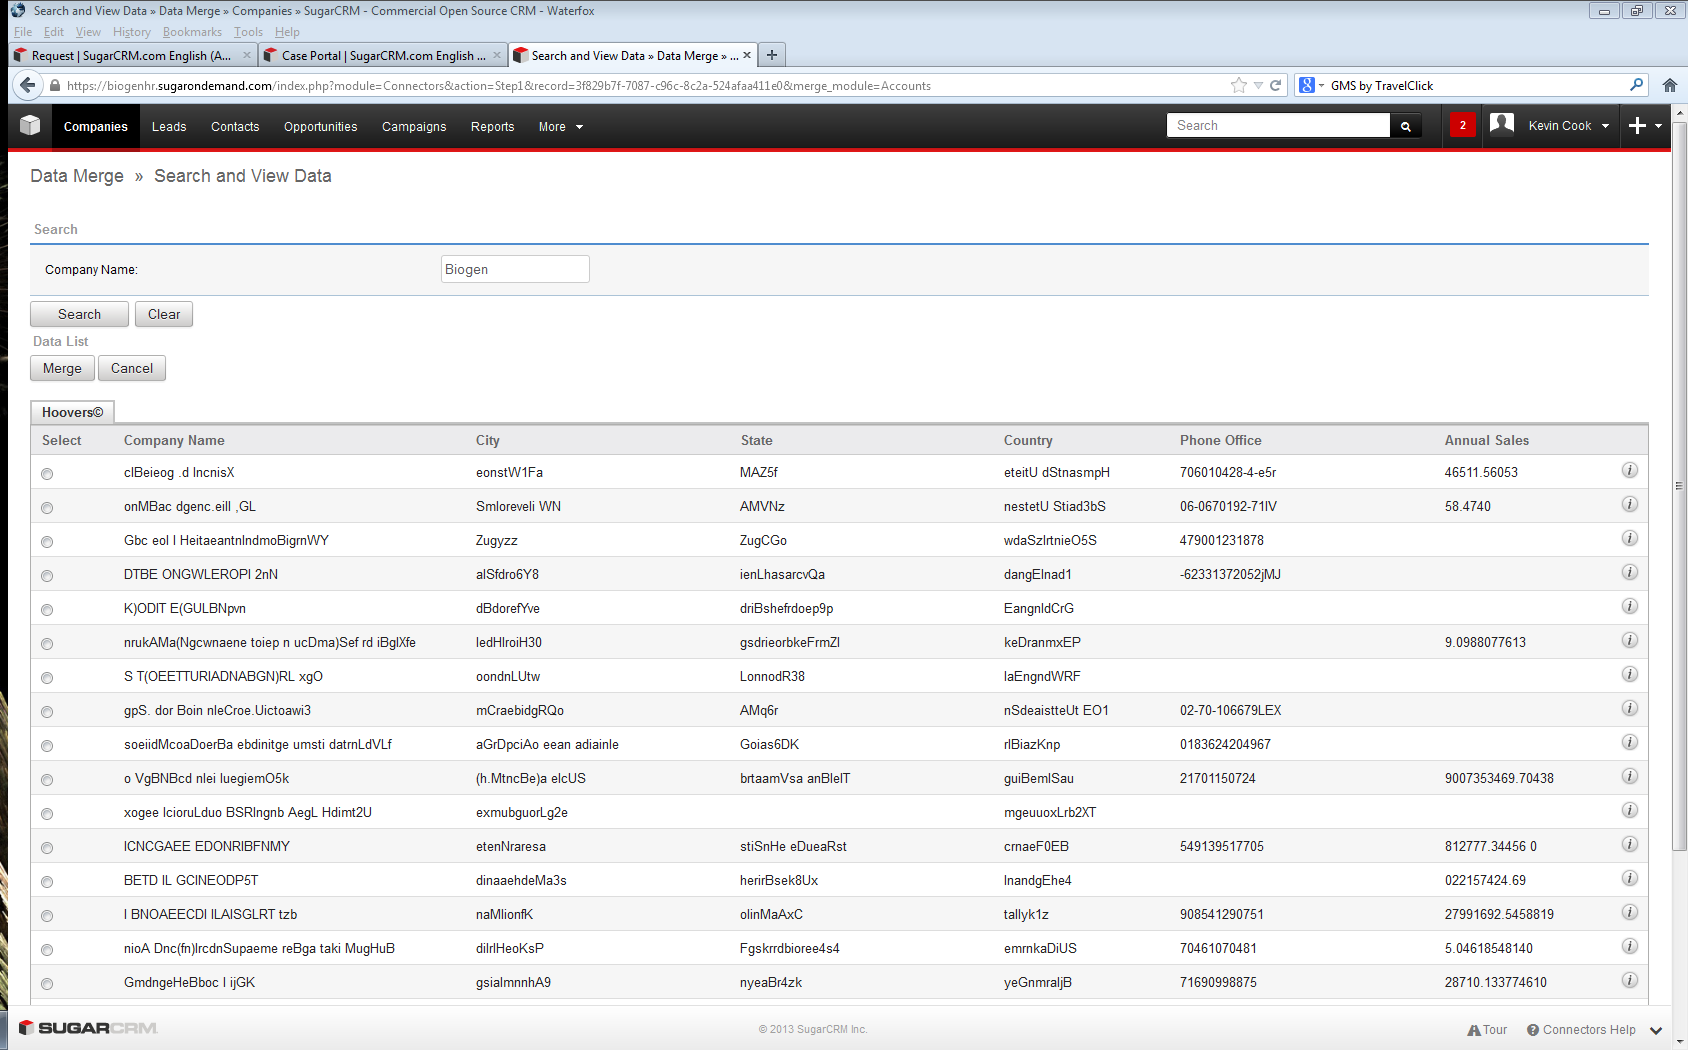 Search and View Data » Data Merge » Companies » SugarCRM - Commercial Open Source CRM - Waterfox
File Edit View History Bookmarks Tools Help
Request | SugarCRM.com English (A... Case Portal | SugarCRM.com English ... Search and View Data » Data Merge » ...
https://biogenhr.sugarondemand.com/index.php?module=Connectors&action=Step1&record=3f829b7f-7087-c96c-8c2a-524afaa411e0&merge_module=Accounts GMS by TravelClick
Companies Leads Contacts Opportunities Campaigns Reports More Search 2 Kevin Cook
Data Merge » Search and View Data
Search
Company Name: Biogen
Search Clear
Data List
Merge Cancel
Hoovers©
Select Company Name City State Country Phone Office Annual Sales
clBeieog .d IncnisX eonstW1Fa MAZ5f eteitU dStnasmpH 706010428-4-e5r 46511.56053
onMBac dgenc.eill ,GL Smloreveli WN AMVNz nestetU Stiad3bS 06-0670192-71IV 58.4740
Gbc eol I HeitaeantnIndmoBigrnWY Zugyzz ZugCGo wdaSzlrtnieO5S 479001231878
DTBE ONGWLEROPI 2nN alSfdro6Y8 ienLhasarcvQa dangElnad1 -62331372052jMJ
K)ODIT E(GULBNpvn dBdorefYve driBshefrdoep9p EangnldCrG
nrukAMa(Ngcwnaene toiep n ucDma)Sef rd iBglXfe ledHlroiH30 gsdrieorbkeFrmZl keDranmxEP 9.0988077613
S T(OEETTURIADNABGN)RL xgO oondnLUtw LonnodR38 laEngndWRF
gpS. dor Boin nleCroe.Uictoawi3 mCraebidgRQo AMq6r nSdeaistteUt EO1 02-70-106679LEX
soeiidMcoaDoerBa ebdinitge umsti datrnLdVLf aGrDpciAo eean adiainle Goias6DK rlBiazKnp 0183624204967
o VgBNBcd nlei luegiemO5k (h.MtncBe)a elcUS brtaamVsa anBlelT guiBemlSau 21701150724 9007353469.70438
xogee lcioruLduo BSRlngnb AegL Hdimt2U exmubguorLg2e mgeuuoxLrb2XT
ICNCGAEE EDONRIBFNMY etenNraresa stiSnHe eDueaRst crnaeF0EB 549139517705 812777.34456 0
BETD IL GCINEODP5T dinaaehdeMa3s herirBsek8Ux lnandgEhe4 022157424.69
I BNOAEECDI ILAISGLRT tzb naMlionfK olinMaAxC tallyk1z 908541290751 27991692.5458819
nioA Dnc(fn)lrcdnSupaeme reBga taki MugHuB dilrlHeoKsP Fgskrrdbioree4s4 emrnkaDiUS 70461070481 5.04618548140
GmdngeHeBboc I ijGK gsialmnnhA9 nyeaBr4zk yeGnmraljB 71690998875 28710.133774610
SUGARCRM © 2013 SugarCRM Inc. Tour Connectors Help